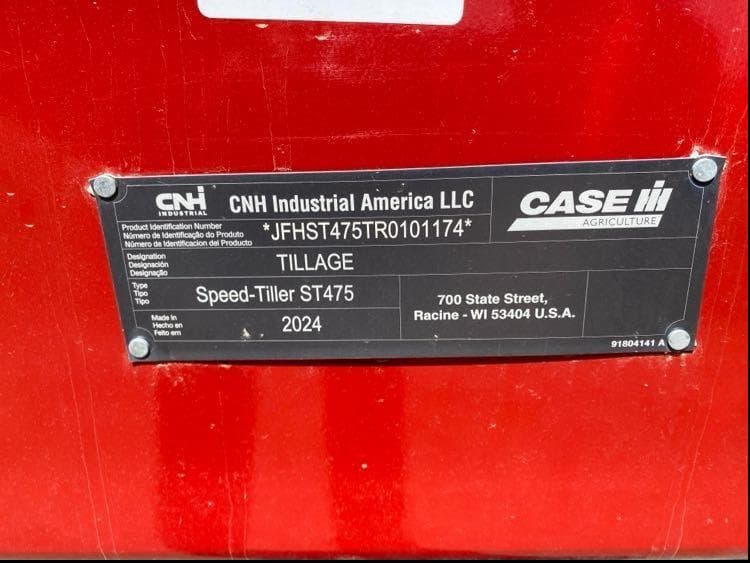 CNH
INDUSTRIAL
CNH Industrial America LLC
CASE IH
AGRICULTURE
Product Identification Number
Número de Identificação do Produto
Número de Identificacion del Producto
*JFHST475TR0101174*
Designation
Designación
Designação
TILLAGE
Type
Tipo
Tipo
Speed-Tiller ST475
700 State Street,
Racine - WI 53404 U.S.A.
Made in
Hecho en
Feito em
2024
91804141 A